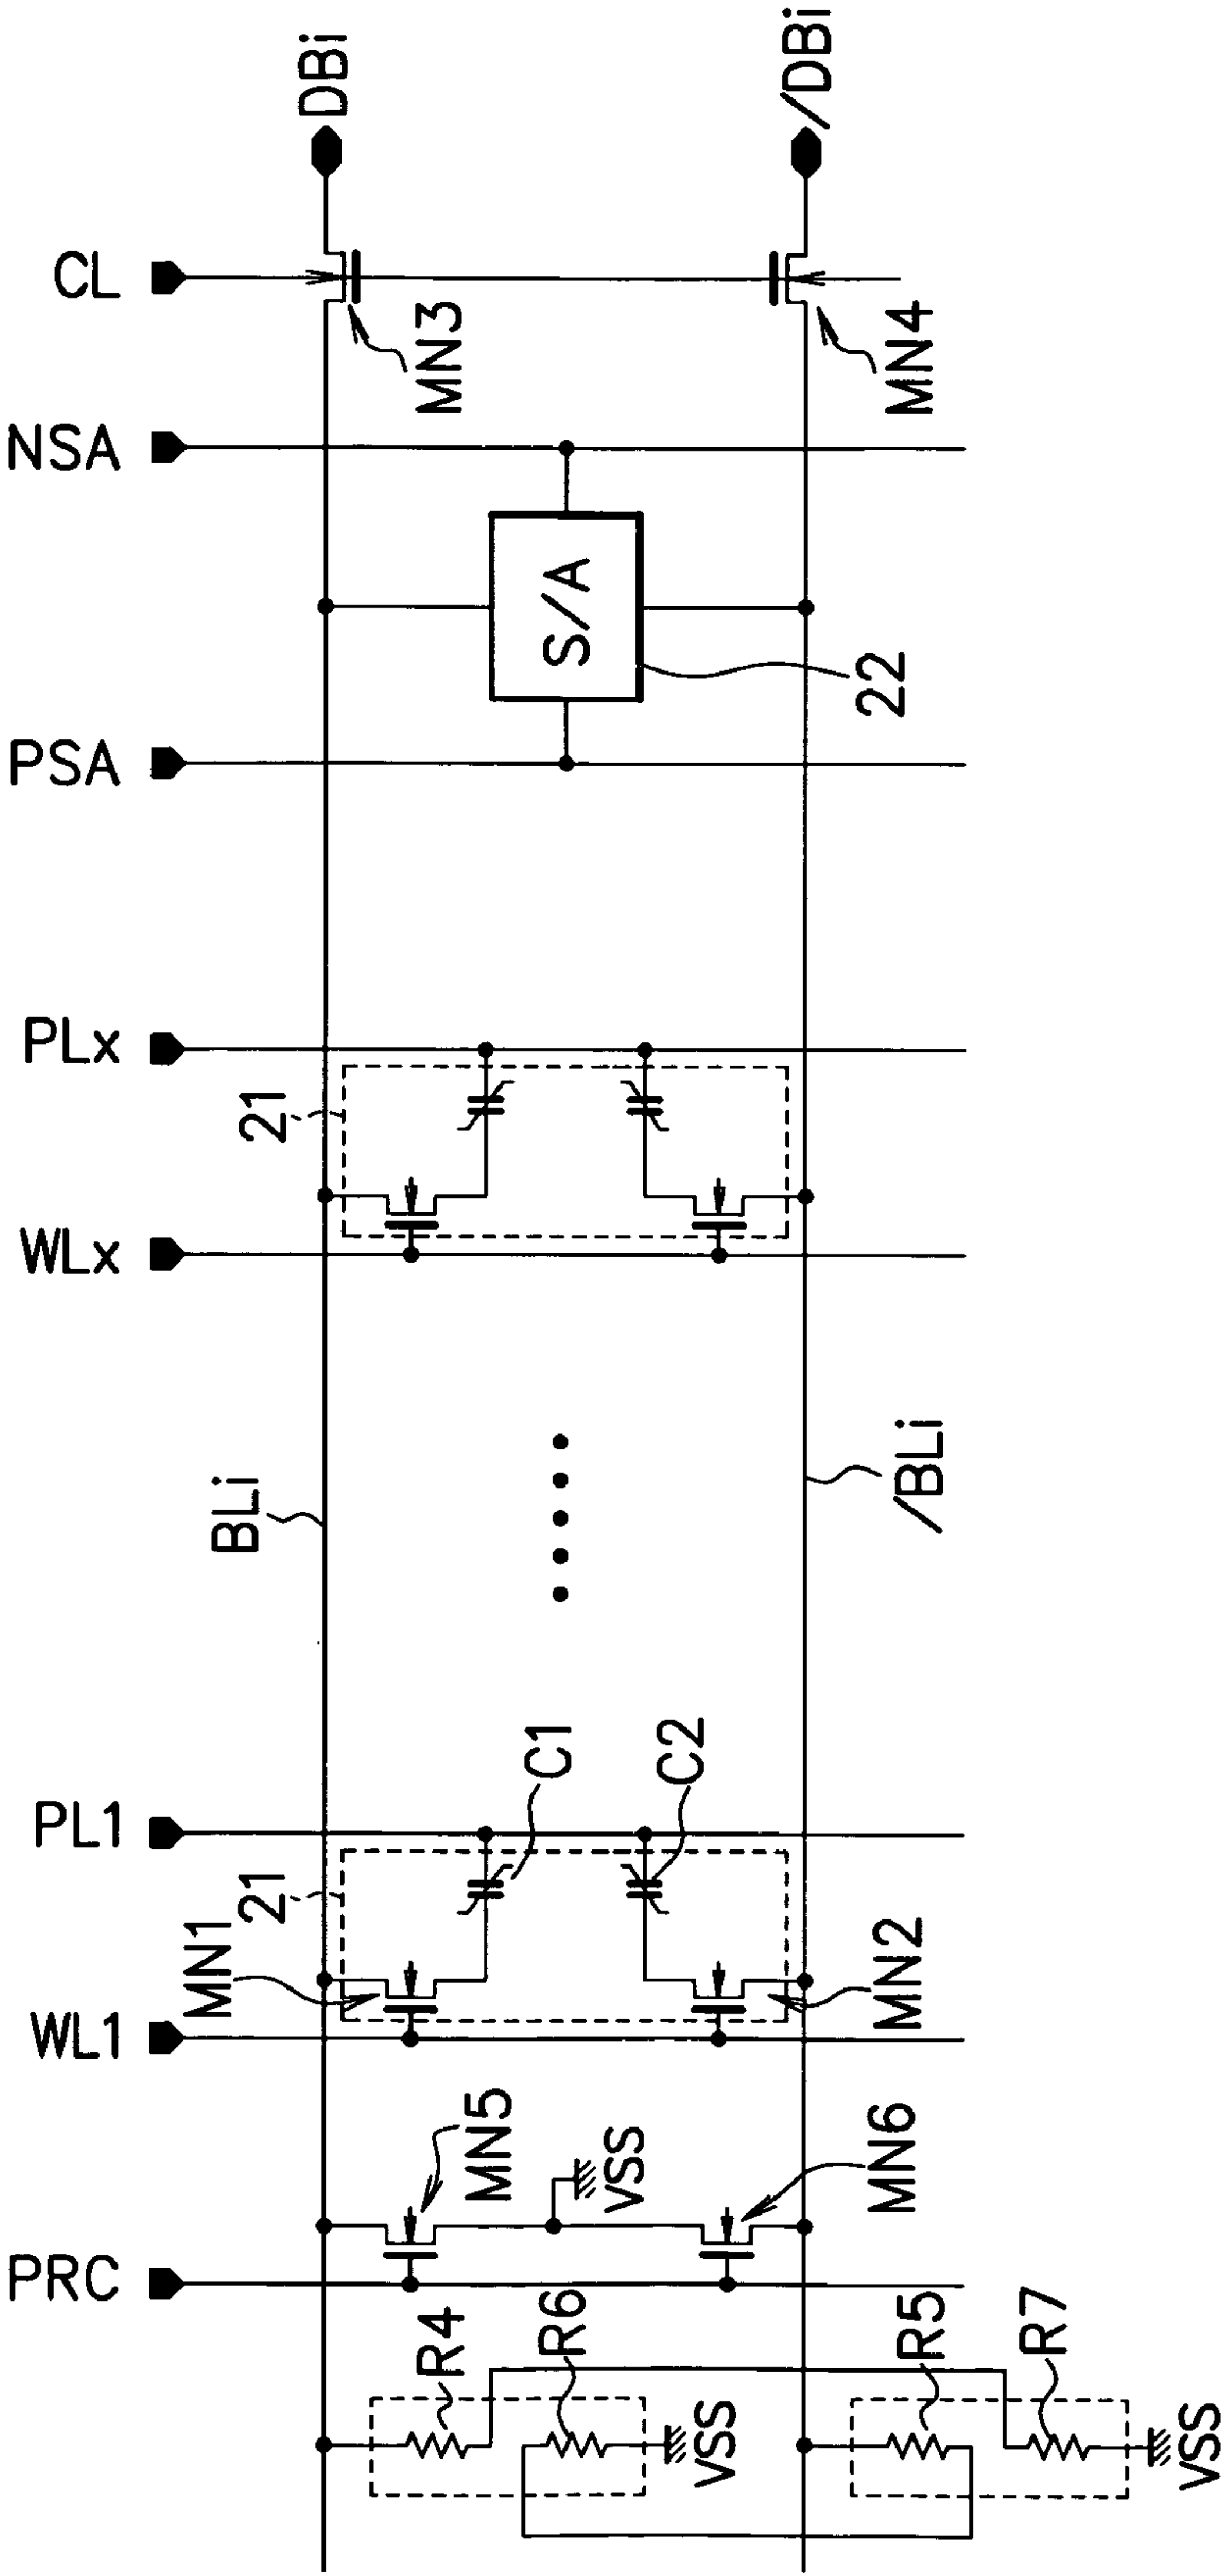 CL
NSA
PSA
PLx
WLx
PL1
WL1
PRC
DBi
/DBi
MN3
MN4
S/A
22
21
BLi
/BLi
21
C1
C2
MN1
MN2
MN5
VSS
MN6
R4
R6
VSS
R5
R7
VSS